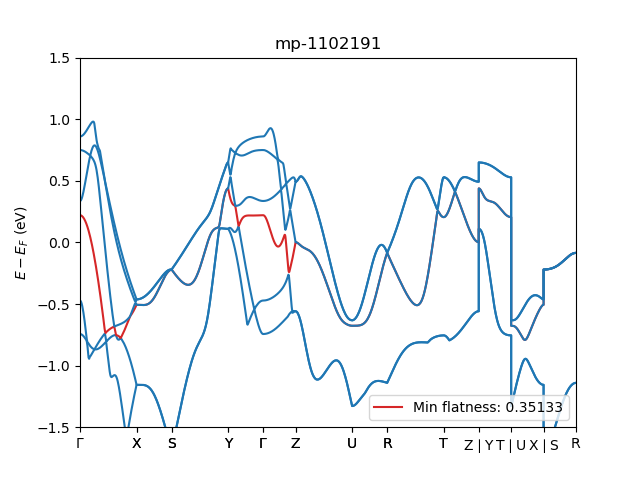 mp-1102191
E − E_F (eV)
1.5
1.0
0.5
0.0
−0.5
−1.0
−1.5
Min flatness: 0.35133
Γ X S Y Γ Z U R T Z|Y T|U X|S R